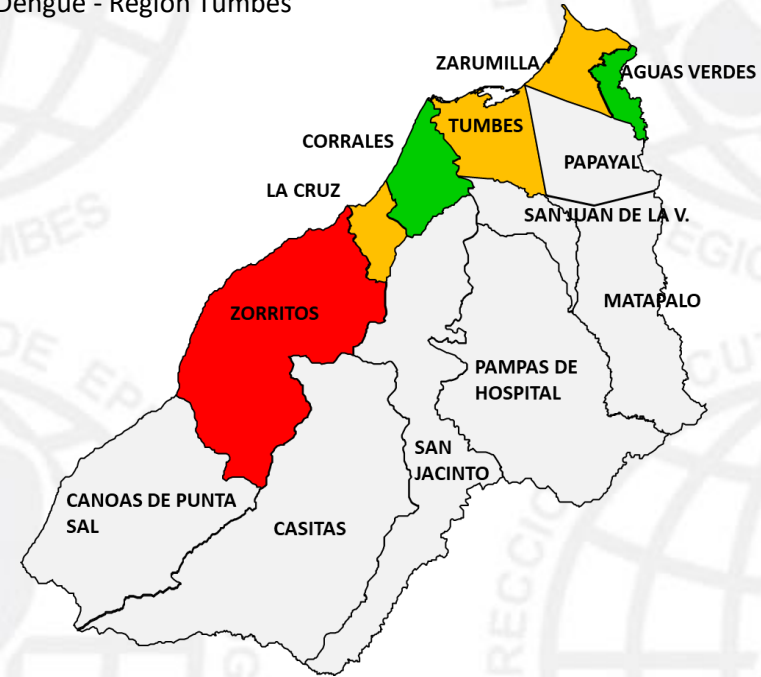 Dengue - Región Tumbes
ZARUMILLA
AGUAS VERDES
TUMBES
CORRALES
PAPAYAL
LA CRUZ
SAN JUAN DE LA V.
MATAPALO
ZORRITOS
PAMPAS DE
HOSPITAL
SAN
JACINTO
CANOAS DE PUNTA
SAL
CASITAS